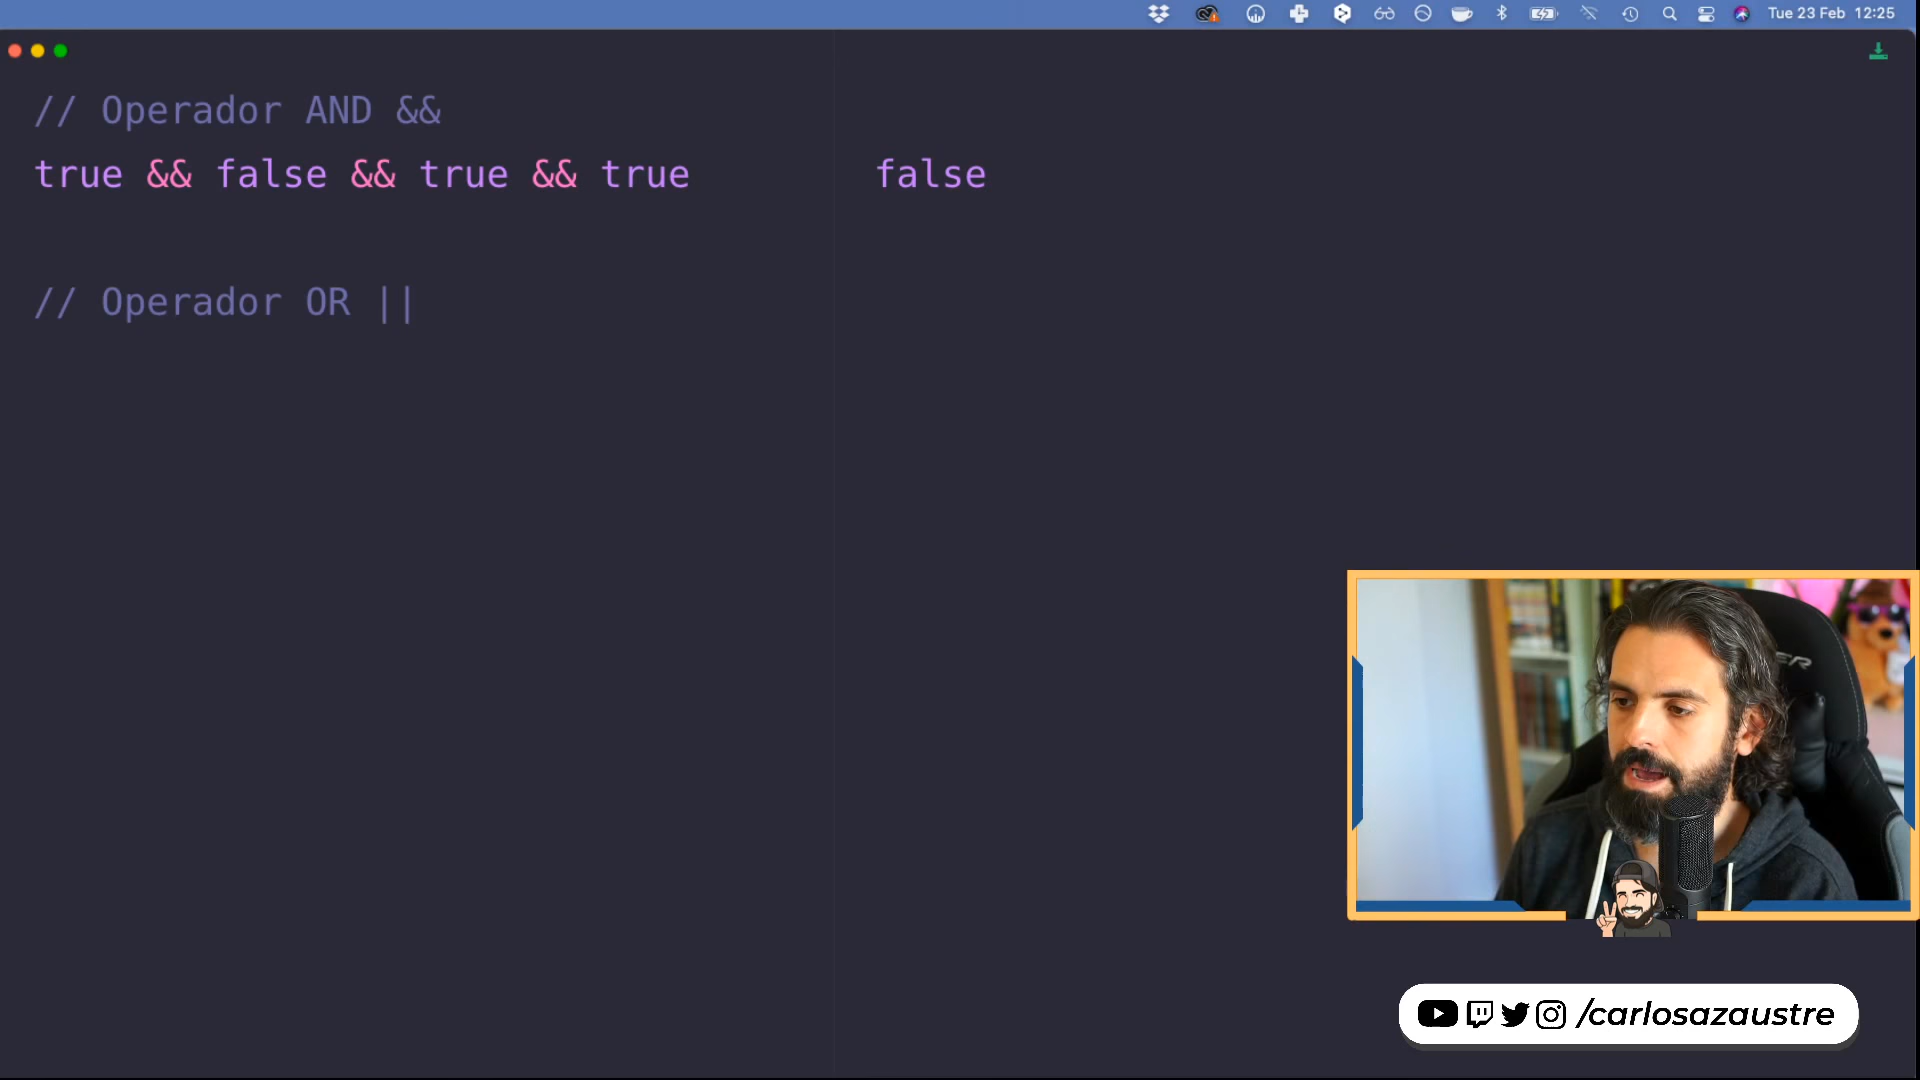 Tue 23 Feb 12:25
// Operador AND &&
true && false && true && true
false
// Operador OR ||
/carlosazaustre